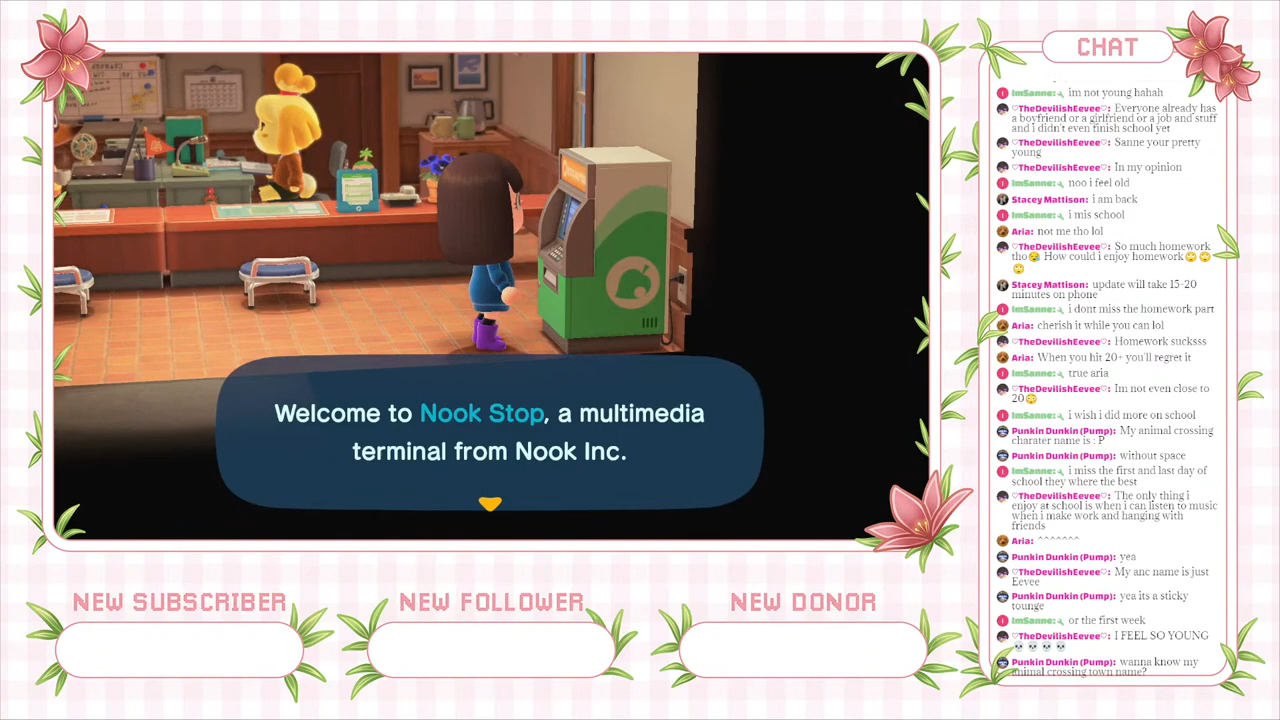 CHAT
ImSanne: im not young hahah
♡TheDevilishEevee♡: Everyone already has
a boyfriend or a girlfriend or a job and stuff
and i didn't even finish school yet
♡TheDevilishEevee♡: Sanne your pretty
young
♡TheDevilishEevee♡: In my opinion
ImSanne: noo i feel old
Stacey Mattison: i am back
ImSanne: i mis school
Aria: not me tho lol
♡TheDevilishEevee♡: So much homework
tho😥 How could i enjoy homework🙄🙄
🙄
Stacey Mattison: update will take 15-20
minutes on phone
ImSanne: i dont miss the homework part
Aria: cherish it while you can lol
♡TheDevilishEevee♡: Homework sucksss
Aria: When you hit 20+ you'll regret it
ImSanne: true aria
♡TheDevilishEevee♡: Im not even close to
20😳
ImSanne: i wish i did more on school
Punkin Dunkin (Pump): My animal crossing
charater name is : P
Punkin Dunkin (Pump): without space
ImSanne: i miss the first and last day of
school they where the best
♡TheDevilishEevee♡: The only thing i
enjoy at school is when i can listen to music
when i make work and hanging with
friends
Aria: ^^^^^^^
Punkin Dunkin (Pump): yea
♡TheDevilishEevee♡: My anc name is just
Eevee
Punkin Dunkin (Pump): yea its a sticky
tounge
ImSanne: or the first week
♡TheDevilishEevee♡: I FEEL SO YOUNG
💀💀💀💀
Punkin Dunkin (Pump): wanna know my
animal crossing town name?
Welcome to Nook Stop, a multimedia
terminal from Nook Inc.
NEW SUBSCRIBER
NEW FOLLOWER
NEW DONOR